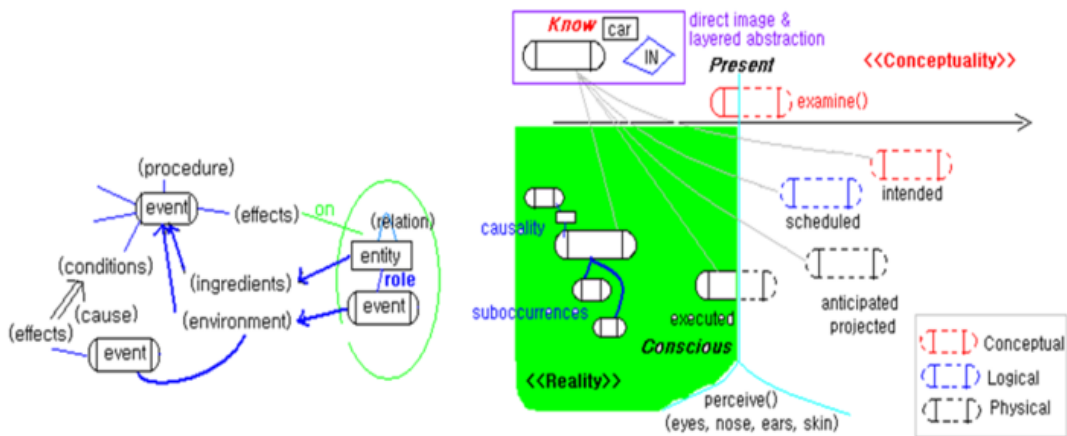 (procedure)
event
(effects)
on
(relation)
entity
(conditions)
(ingredients)
role
event
(cause)
(environment)
(effects)
event
Know
car
IN
direct image &
layered abstraction
Present
<<Conceptuality>>
examine()
intended
scheduled
causality
anticipated
projected
suboccurrences
executed
Conscious
<<Reality>>
perceive()
(eyes, nose, ears, skin)
Conceptual
Logical
Physical